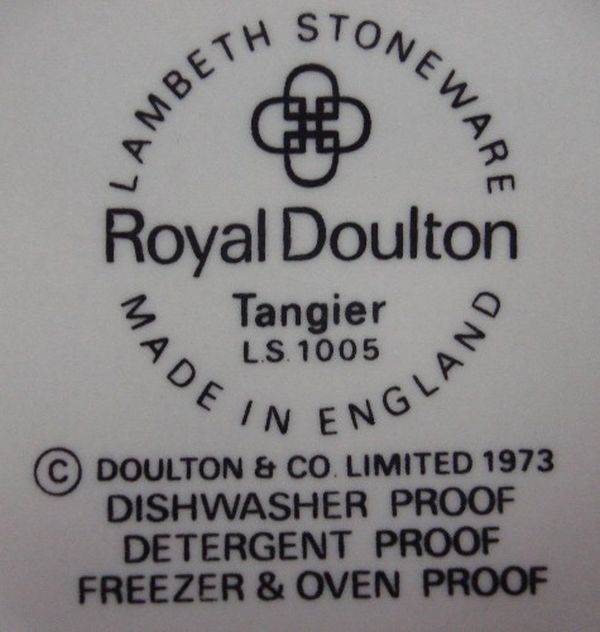 LAMBETH STONEWARE
Royal Doulton
Tangier
L.S. 1005
MADE IN ENGLAND
© DOULTON & CO. LIMITED 1973
DISHWASHER PROOF
DETERGENT PROOF
FREEZER & OVEN PROOF